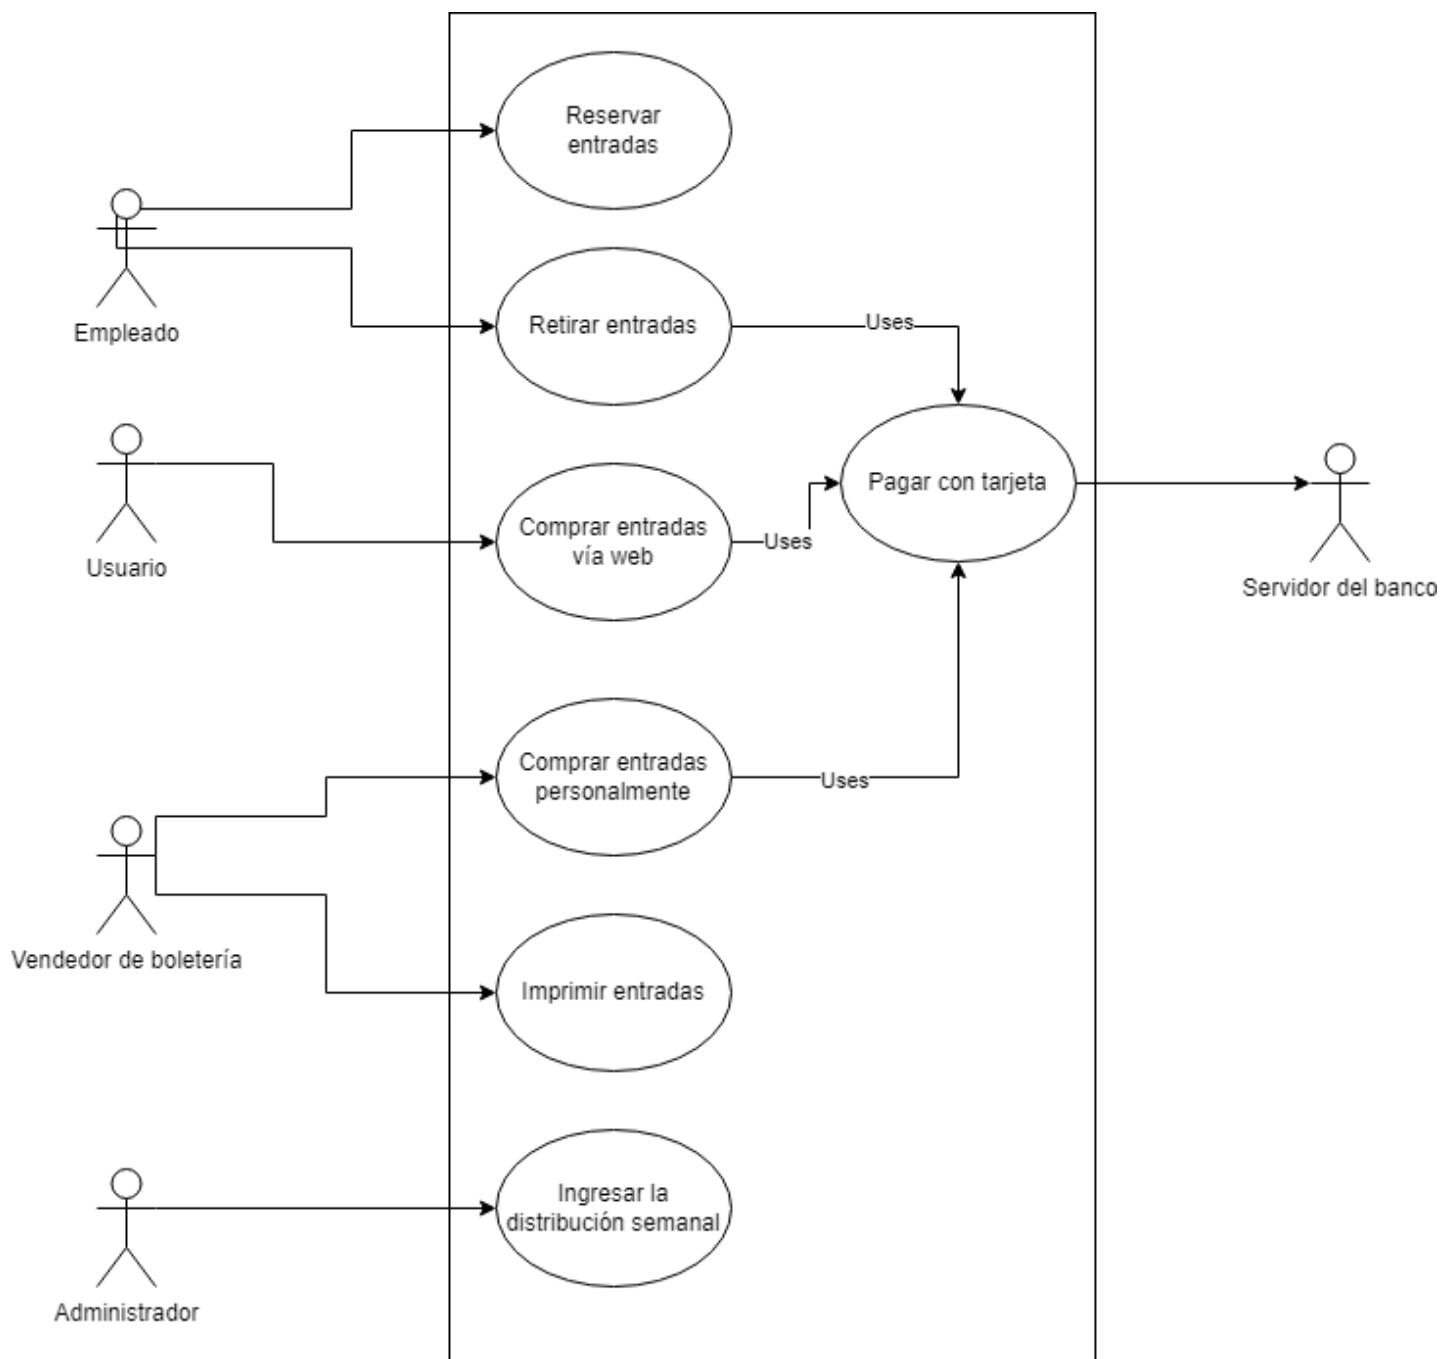 Reservar
entradas
Empleado
Retirar entradas
Uses
Usuario
Comprar entradas
vía web
Uses
Pagar con tarjeta
Servidor del banco
Comprar entradas
personalmente
Uses
Vendedor de boletería
Imprimir entradas
Ingresar la
distribución semanal
Administrador